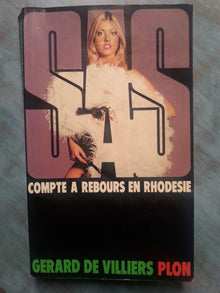 SAS
COMPTE A REBOURS EN RHODESIE
GERARD DE VILLIERS PLON